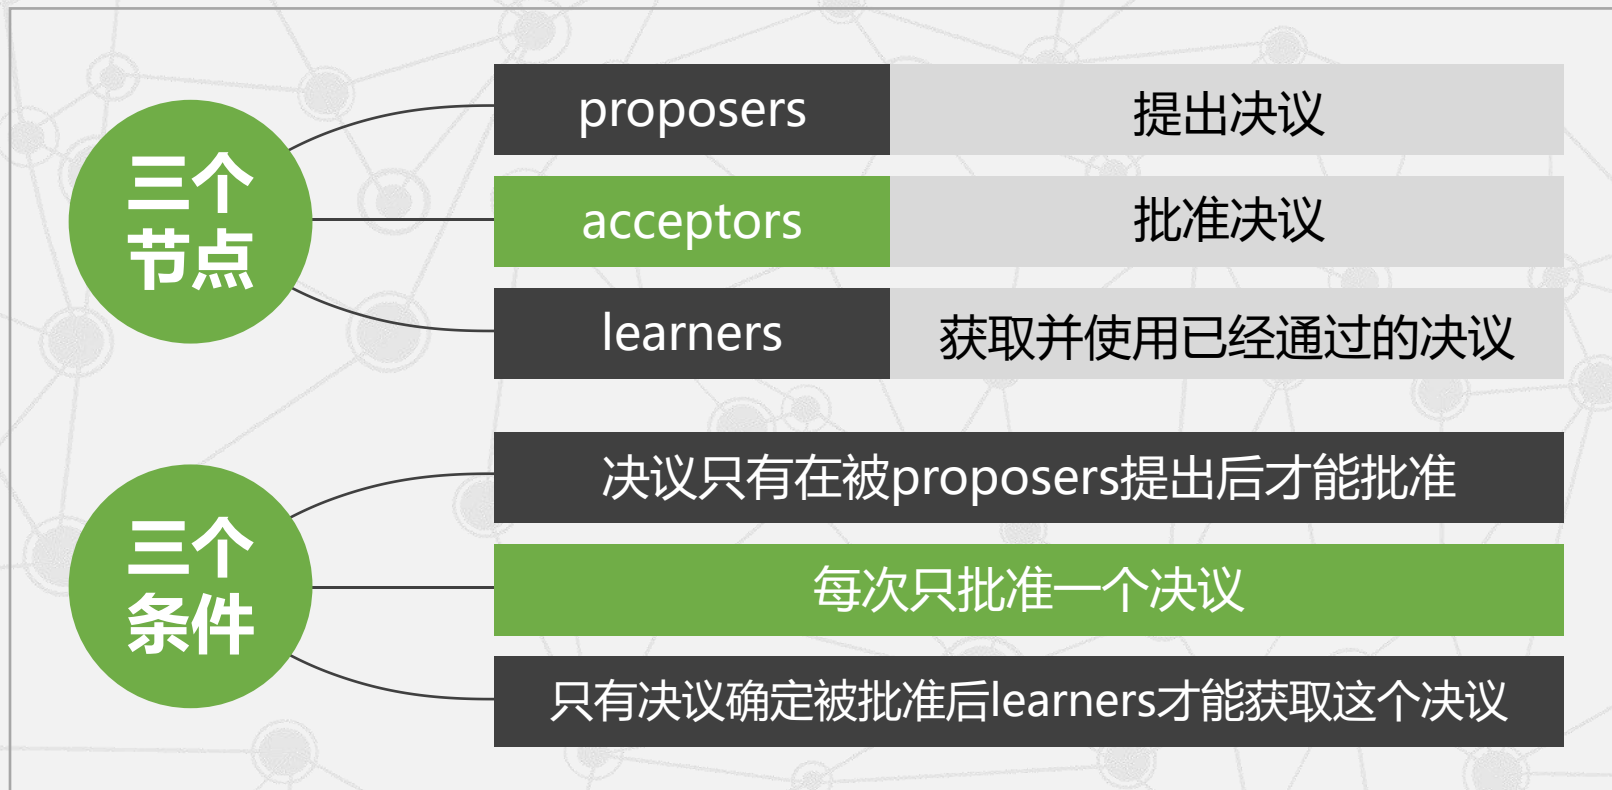 三个
节点
proposers
提出决议
acceptors
批准决议
learners
获取并使用已经通过的决议
三个
条件
决议只有在被proposers提出后才能批准
每次只批准一个决议
只有决议确定被批准后learners才能获取这个决议